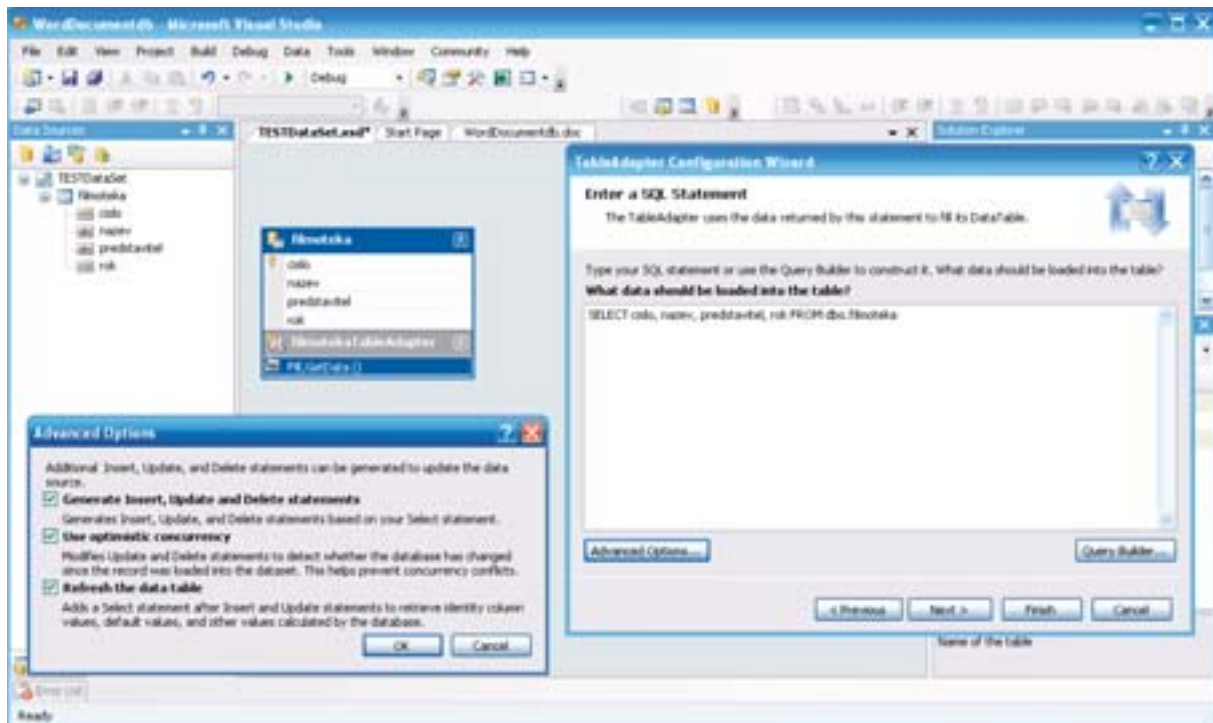 WordDocumentdb - Microsoft Visual Studio
File Edit View Project Build Debug Data Tools Window Community Help
Debug
Data Sources
TESTDataSet.xsd* Start Page WordDocumentdb.doc
Solution Explorer
TESTDataSet
filmoteka
cislo
nazev
predstavitel
rok
filmoteka
cislo
nazev
predstavitel
rok
filmotekaTableAdapter
Fill,GetData ()
TableAdapter Configuration Wizard
Enter a SQL Statement
The TableAdapter uses the data returned by this statement to fill its DataTable.
Type your SQL statement or use the Query Builder to construct it. What data should be loaded into the table?
What data should be loaded into the table?
SELECT cislo, nazev, predstavitel, rok FROM dbo.filmoteka
Advanced Options...
Query Builder...
< Previous Next > Finish Cancel
Name of the table
Advanced Options
Additional Insert, Update, and Delete statements can be generated to update the data
source.
Generate Insert, Update and Delete statements
Generates Insert, Update, and Delete statements based on your Select statement.
Use optimistic concurrency
Modifies Update and Delete statements to detect whether the database has changed
since the record was loaded into the dataset. This helps prevent concurrency conflicts.
Refresh the data table
Adds a Select statement after Insert and Update statements to retrieve identity column
values, default values, and other values calculated by the database.
OK Cancel
Error List
Ready